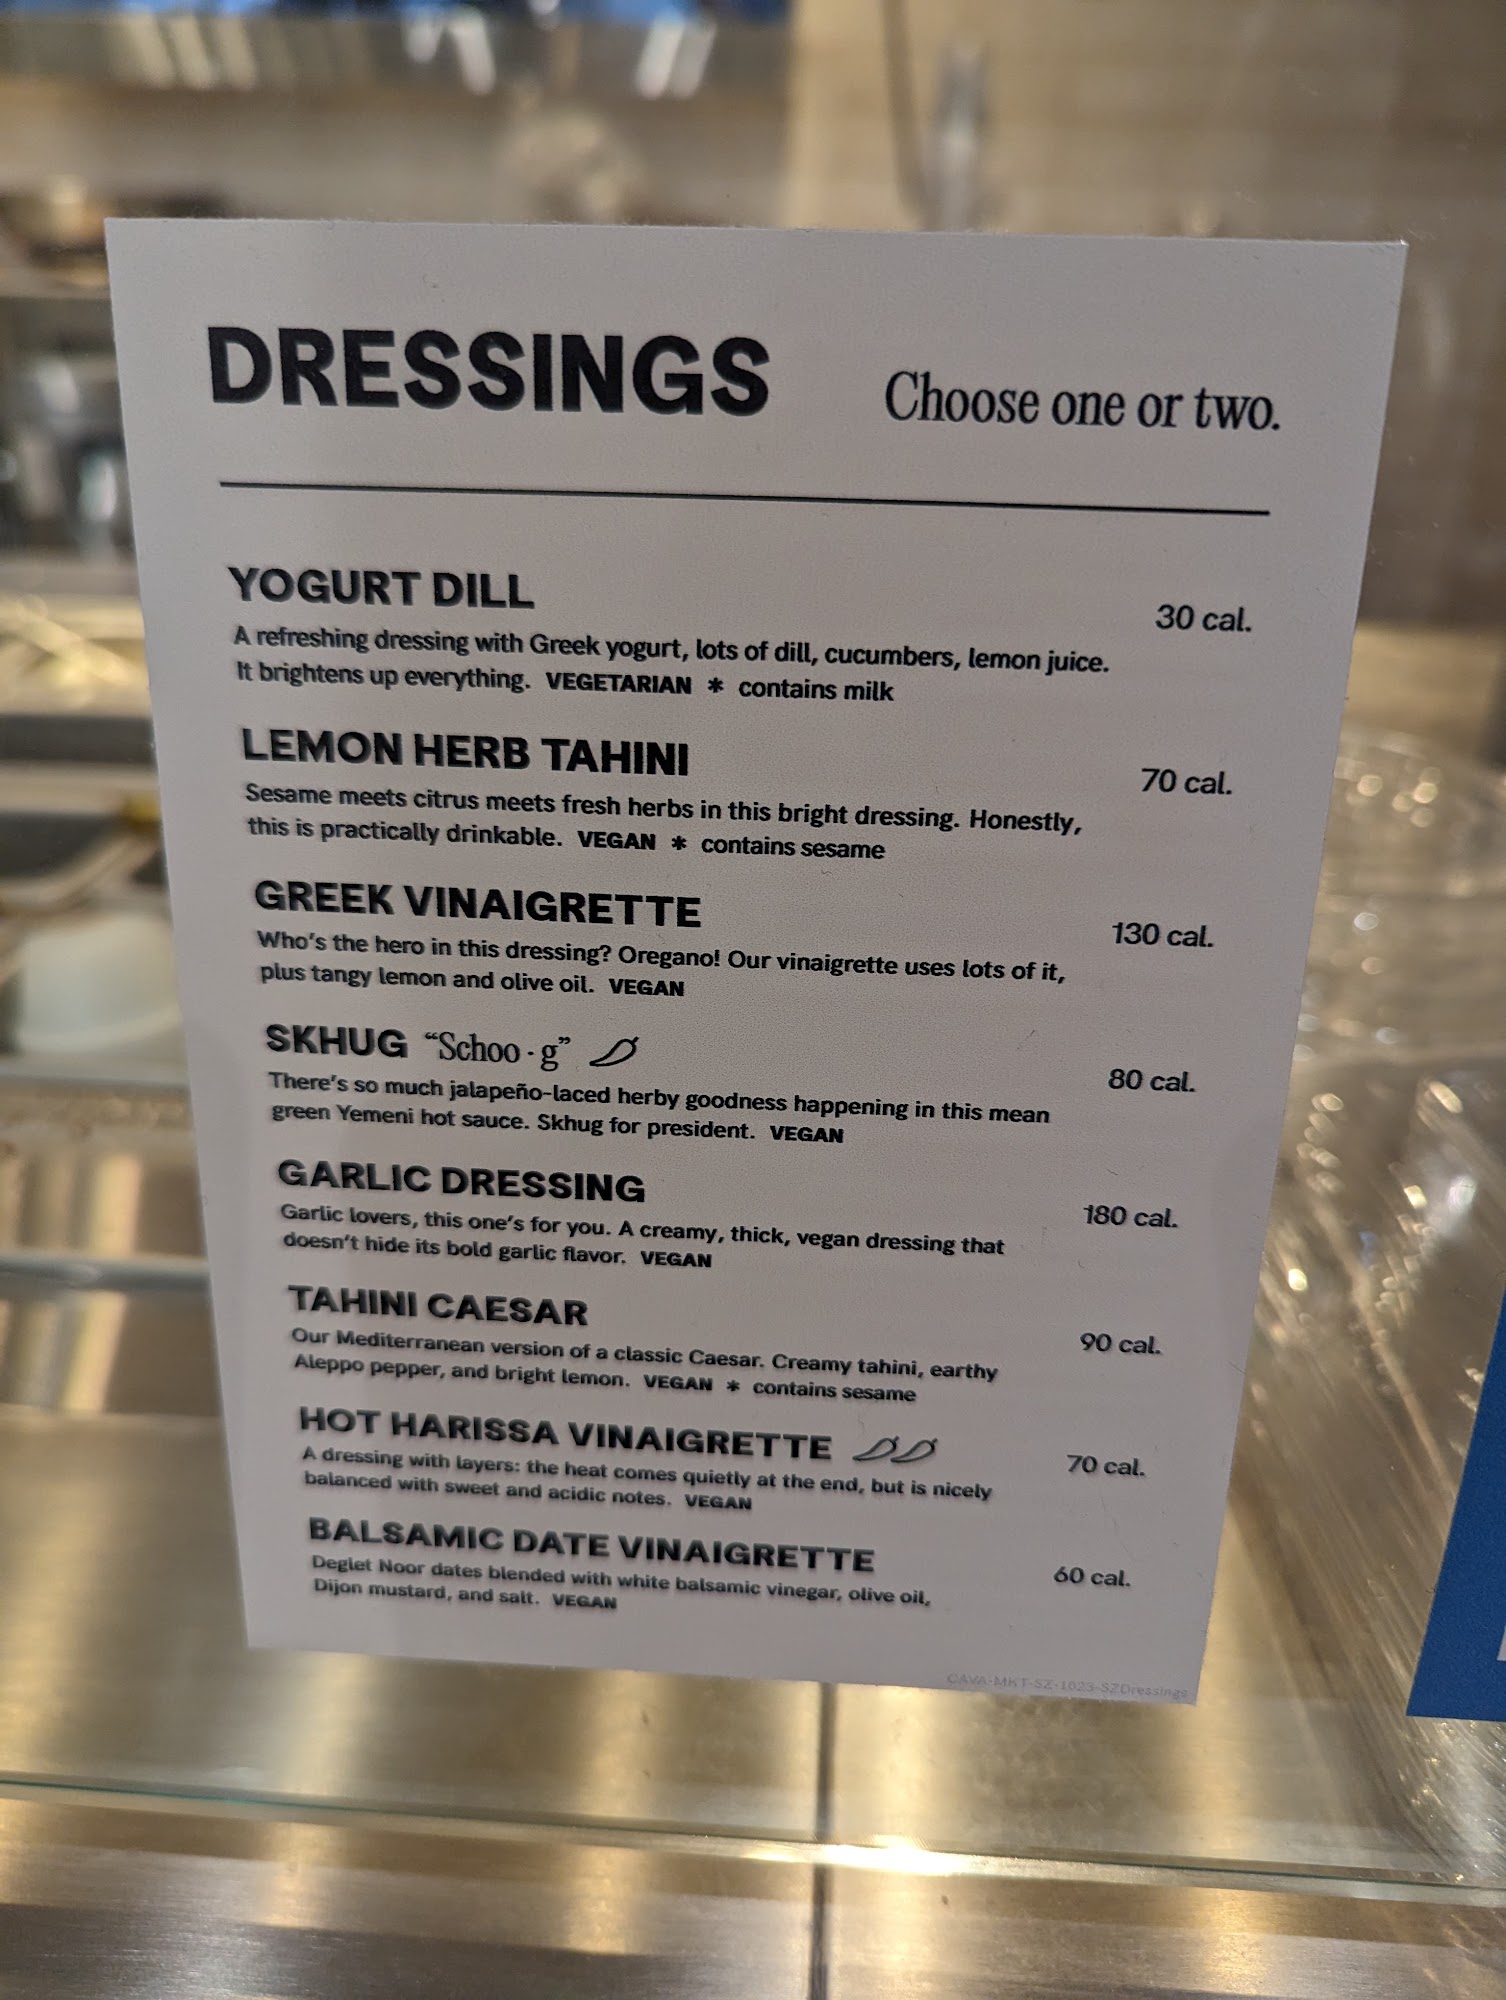 DRESSINGS Choose one or two.
YOGURT DILL 30 cal.
A refreshing dressing with Greek yogurt, lots of dill, cucumbers, lemon juice.
It brightens up everything. VEGETARIAN * contains milk
LEMON HERB TAHINI 70 cal.
Sesame meets citrus meets fresh herbs in this bright dressing. Honestly,
this is practically drinkable. VEGAN * contains sesame
GREEK VINAIGRETTE 130 cal.
Who's the hero in this dressing? Oregano! Our vinaigrette uses lots of it,
plus tangy lemon and olive oil. VEGAN
SKHUG "Schoo · g" 80 cal.
There's so much jalapeño-laced herby goodness happening in this mean
green Yemeni hot sauce. Skhug for president. VEGAN
GARLIC DRESSING 180 cal.
Garlic lovers, this one's for you. A creamy, thick, vegan dressing that
doesn't hide its bold garlic flavor. VEGAN
TAHINI CAESAR 90 cal.
Our Mediterranean version of a classic Caesar. Creamy tahini, earthy
Aleppo pepper, and bright lemon. VEGAN * contains sesame
HOT HARISSA VINAIGRETTE 70 cal.
A dressing with layers: the heat comes quietly at the end, but is nicely
balanced with sweet and acidic notes. VEGAN
BALSAMIC DATE VINAIGRETTE 60 cal.
Deglet Noor dates blended with white balsamic vinegar, olive oil,
Dijon mustard, and salt. VEGAN
CAVA-MKT-SZ-1023-SZDressings